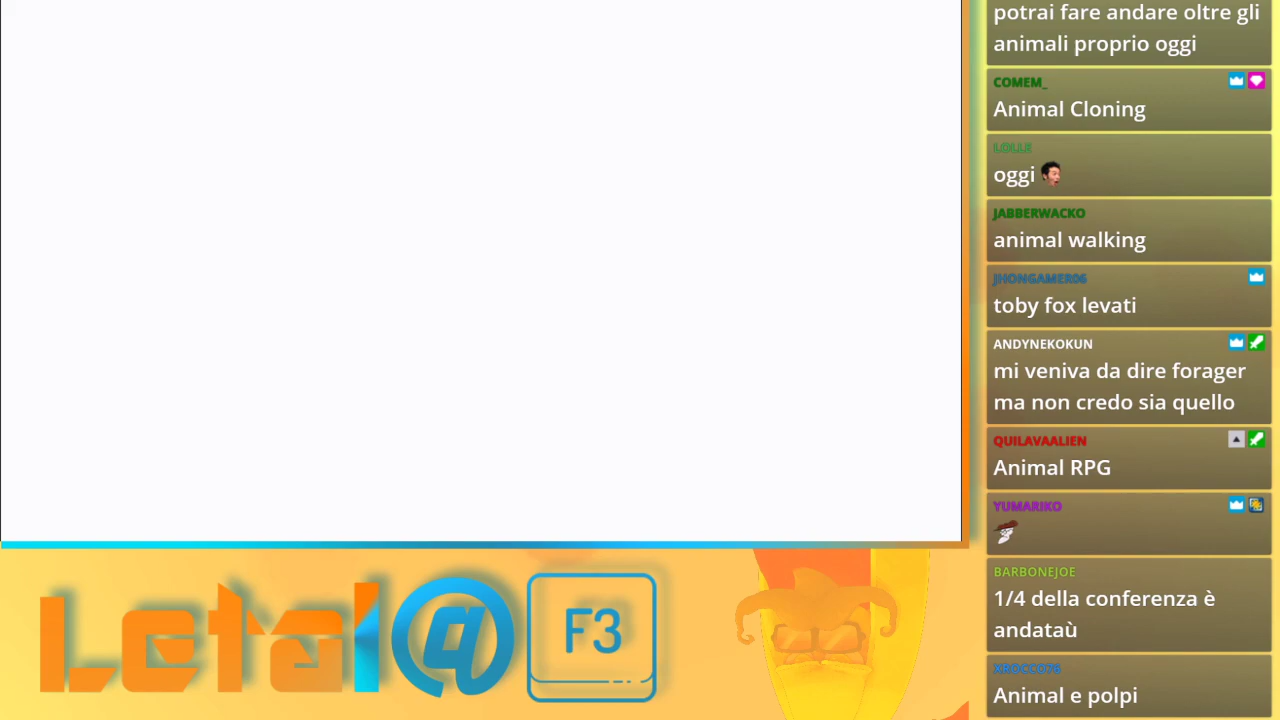 potrai fare andare oltre gli
animali proprio oggi
COMEM_
Animal Cloning
LOLLE
oggi
JABBERWACKO
animal walking
JHONGAMER06
toby fox levati
ANDYNEKOKUN
mi veniva da dire forager
ma non credo sia quello
QUILAVAALIEN
Animal RPG
YUMARIKO
BARBONEJOE
1/4 della conferenza è
andataù
XROCCO76
Animal e polpi
Letal@ F3